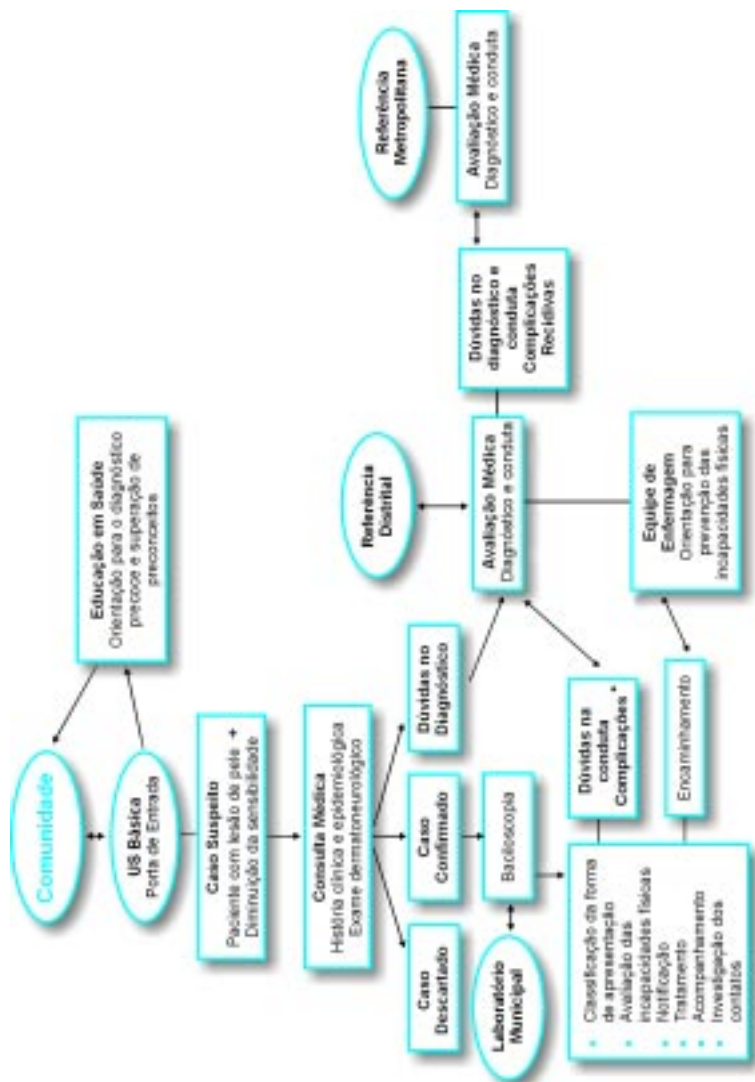 Comunidade
US Básica
Porta de Entrada
Educação em Saúde
Orientação para o diagnóstico
precoce e superação de
preconceitos
Caso Suspeito
Paciente com lesão de pele +
Diminuição da sensibilidade
Consulta Médica
História clínica e epidemiológica
Exame dermatoneurológico
Caso
Descartado
Caso
Confirmado
Dúvidas no
Diagnóstico
Laboratório
Municipal
Baciloscopia
Referência
Distrital
Avaliação Médica
Diagnóstico e conduta
Dúvidas no
diagnóstico e
conduta
Complicações
Recidivas
Referência
Metropolitana
Avaliação Médica
Diagnóstico e conduta
Classificação da forma
de apresentação
Avaliação das
incapacidades físicas
Notificação
Tratamento
Acompanhamento
Investigação dos
contatos
Dúvidas na
conduta
Complicações *
Encaminhamento
Equipe de
Enfermagem
Orientação para
prevenção das
incapacidades físicas